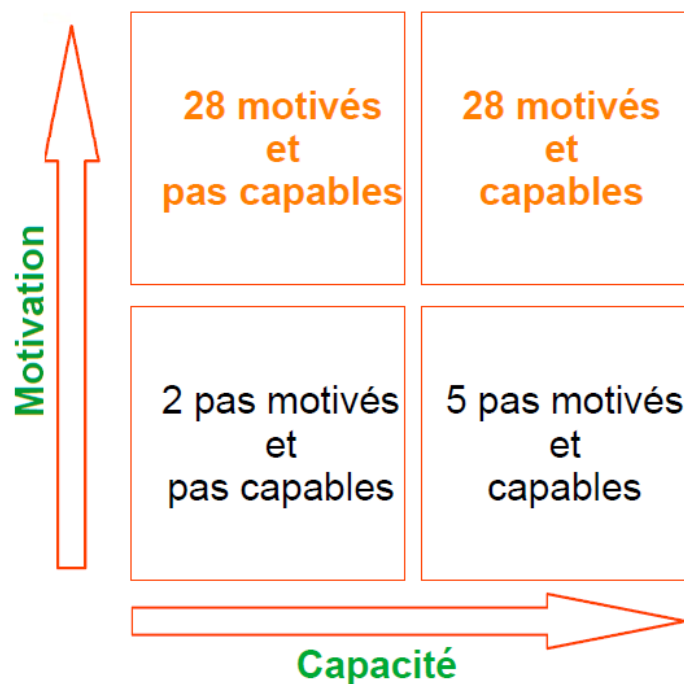 28 motivés
et
pas capables
28 motivés
et
capables
Motivation
2 pas motivés
et
pas capables
5 pas motivés
et
capables
Capacité